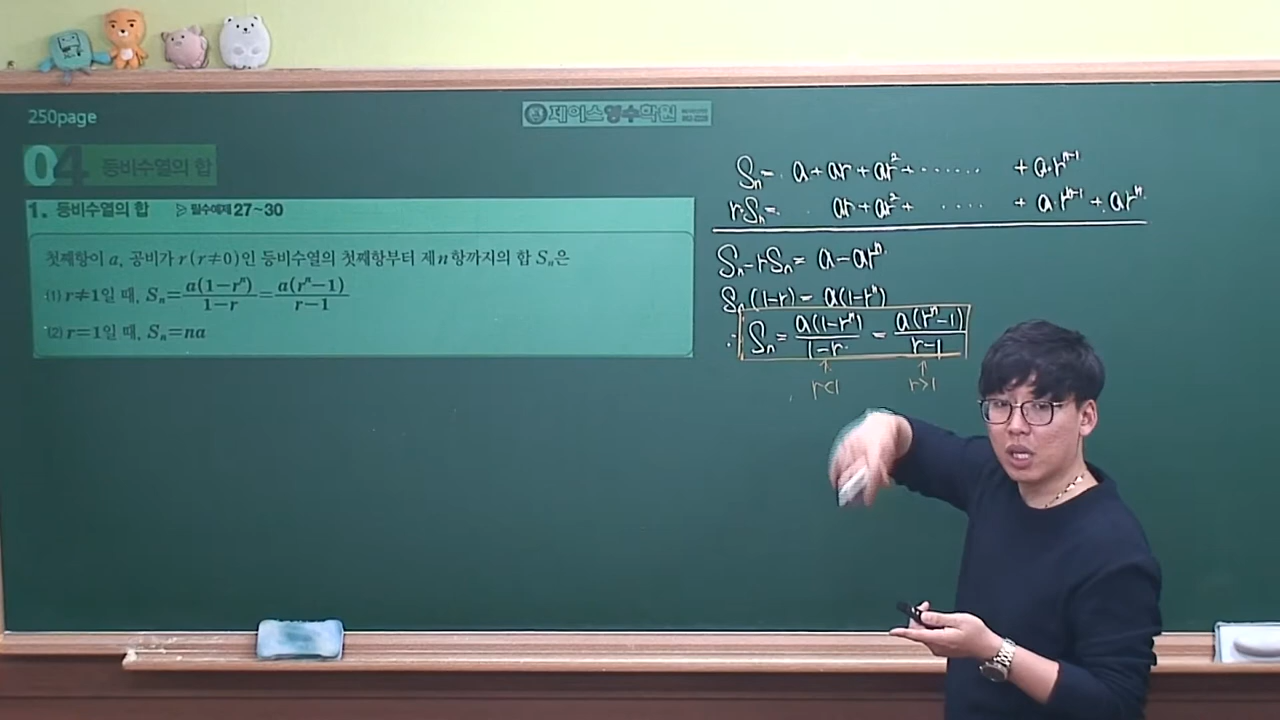 250page
제이스영수학원
04 등비수열의 합
1. 등비수열의 합 ▷ 필수예제 27~30
첫째항이 a, 공비가 r(r≠0)인 등비수열의 첫째항부터 제n항까지의 합 Sₙ은
(1) r≠1일 때, Sₙ=a(1−rⁿ)/1−r=a(rⁿ−1)/r−1
(2) r=1일 때, Sₙ=na
Sₙ= a+ar+ar²+ ‥‥‥ +a·rⁿ⁻¹
r·Sₙ= ar+ar²+ ‥‥ +a·rⁿ⁻¹+arⁿ
Sₙ−rSₙ= a−arⁿ
Sₙ(1−r)= a(1−rⁿ)
∴ Sₙ= a(1−rⁿ)/1−r = a(rⁿ−1)/r−1
↑ ↑
r<1 r>1